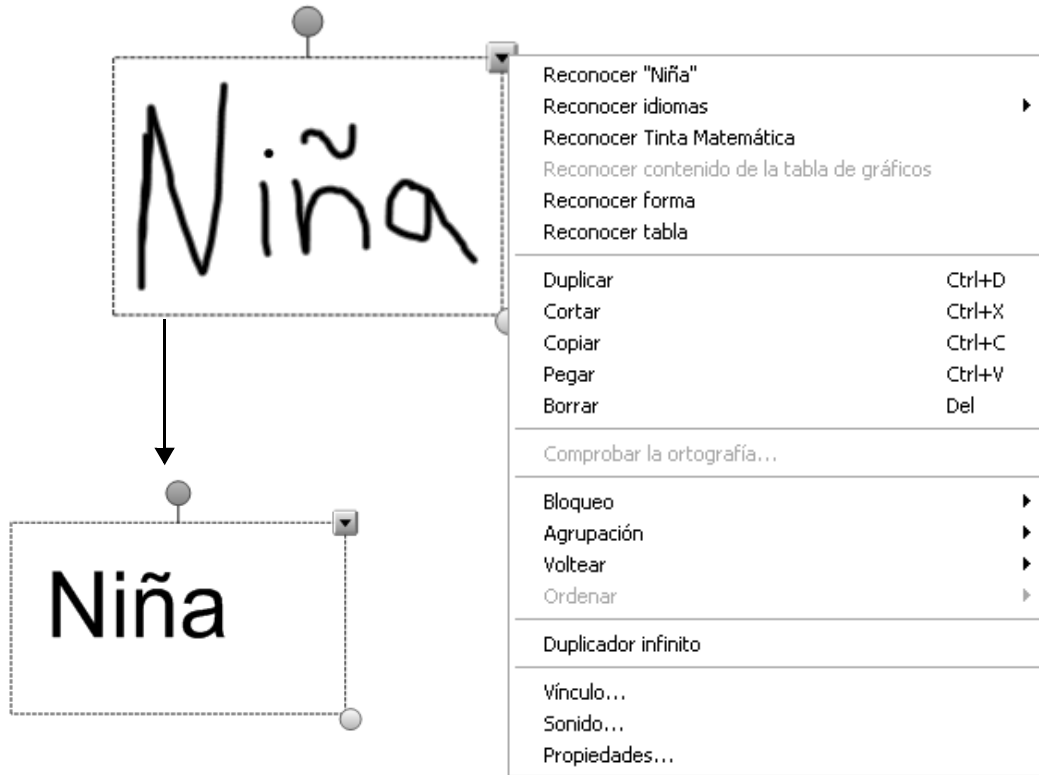 Niña
Reconocer "Niña"
Reconocer idiomas
Reconocer Tinta Matemática
Reconocer contenido de la tabla de gráficos
Reconocer forma
Reconocer tabla
Duplicar Ctrl+D
Cortar Ctrl+X
Copiar Ctrl+C
Pegar Ctrl+V
Borrar Del
Comprobar la ortografía...
Bloqueo
Agrupación
Voltear
Ordenar
Duplicador infinito
Vínculo...
Sonido...
Propiedades...
Niña